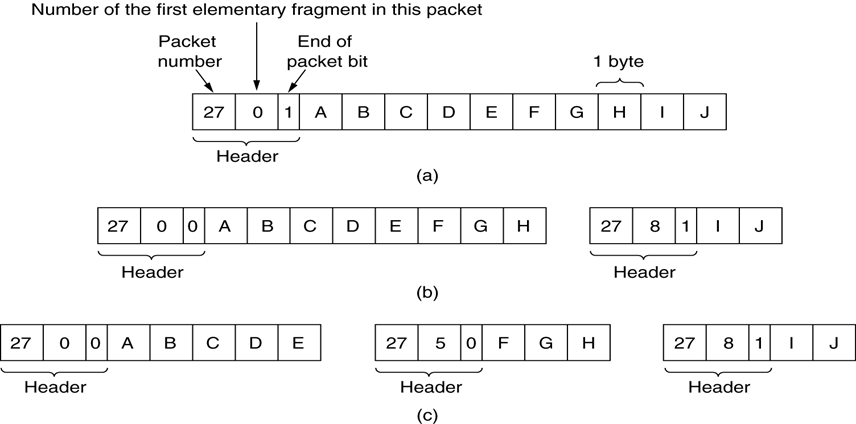 Number of the first elementary fragment in this packet
Packet number
End of packet bit
1 byte
27 0 1 A B C D E F G H I J
Header
(a)
27 0 0 A B C D E F G H
27 8 1 I J
Header
Header
(b)
27 0 0 A B C D E
27 5 0 F G H
27 8 1 I J
Header
Header
Header
(c)